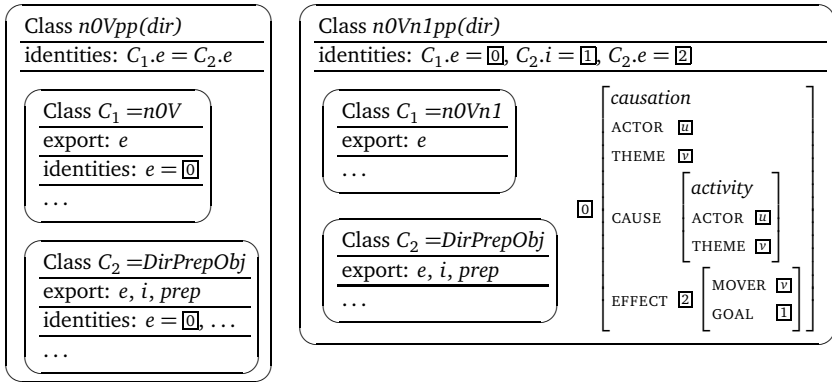 Class n0Vpp(dir)
identities: C₁.e = C₂.e
Class C₁ =n0V
export: e
identities: e = 0
...
Class C₂ =DirPrepObj
export: e, i, prep
identities: e = 0, ...
...
Class n0Vn1pp(dir)
identities: C₁.e = 0, C₂.i = 1, C₂.e = 2
Class C₁ =n0Vn1
export: e
...
Class C₂ =DirPrepObj
export: e, i, prep
...
0
causation
ACTOR u
THEME v
CAUSE
activity
ACTOR u
THEME v
EFFECT 2
MOVER v
GOAL 1